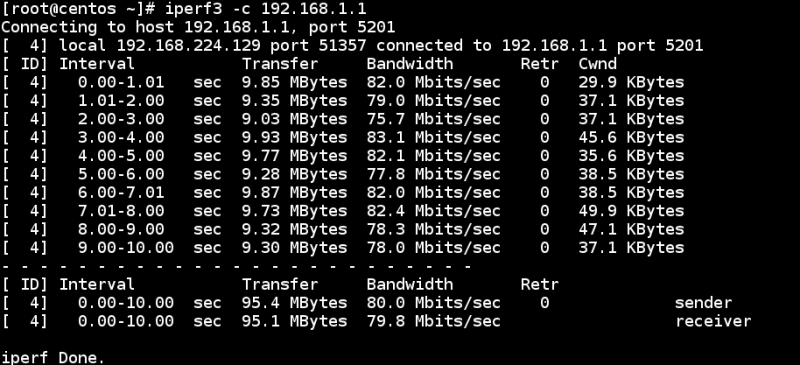 [root@centos ~]# iperf3 -c 192.168.1.1
Connecting to host 192.168.1.1, port 5201
[  4] local 192.168.224.129 port 51357 connected to 192.168.1.1 port 5201
[ ID] Interval           Transfer     Bandwidth       Retr  Cwnd
[  4]   0.00-1.01   sec  9.85 MBytes  82.0 Mbits/sec    0   29.9 KBytes
[  4]   1.01-2.00   sec  9.35 MBytes  79.0 Mbits/sec    0   37.1 KBytes
[  4]   2.00-3.00   sec  9.03 MBytes  75.7 Mbits/sec    0   37.1 KBytes
[  4]   3.00-4.00   sec  9.93 MBytes  83.1 Mbits/sec    0   45.6 KBytes
[  4]   4.00-5.00   sec  9.77 MBytes  82.1 Mbits/sec    0   35.6 KBytes
[  4]   5.00-6.00   sec  9.28 MBytes  77.8 Mbits/sec    0   38.5 KBytes
[  4]   6.00-7.01   sec  9.87 MBytes  82.0 Mbits/sec    0   38.5 KBytes
[  4]   7.01-8.00   sec  9.73 MBytes  82.4 Mbits/sec    0   49.9 KBytes
[  4]   8.00-9.00   sec  9.32 MBytes  78.3 Mbits/sec    0   47.1 KBytes
[  4]   9.00-10.00  sec  9.30 MBytes  78.0 Mbits/sec    0   37.1 KBytes
- - - - - - - - - - - - - - - - - - - - - - - - -
[ ID] Interval           Transfer     Bandwidth       Retr
[  4]   0.00-10.00  sec  95.4 MBytes  80.0 Mbits/sec    0             sender
[  4]   0.00-10.00  sec  95.1 MBytes  79.8 Mbits/sec                  receiver
iperf Done.